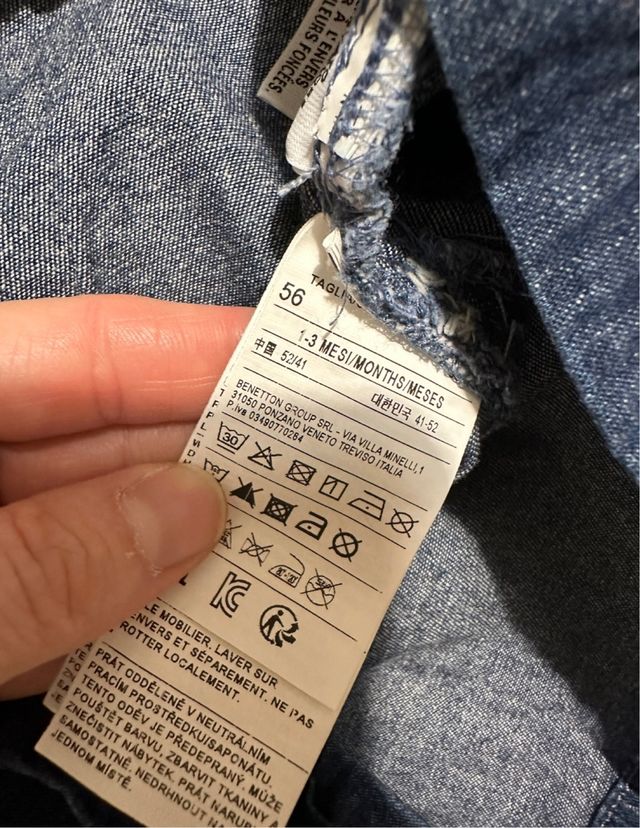 R À L'ENVERS
LEURS FONCÉES.
56
1-3 MESI/MONTHS/MESES
中国 52/41 대한민국 41-52
BENETTON GROUP SRL - VIA VILLA MINELLI,1
31050 PONZANO VENETO TREVISO ITALIA
P.iva 03490770264
30
LE MOBILIER. LAVER SUR
ENVERS ET SÉPARÉMENT. NE PAS
ROTTER LOCALEMENT.
PRÁT ODDĚLENĚ V NEUTRÁLNÍM
PRACÍM PROSTŘEDKU/SAPONÁTU.
TENTO ODĚV JE PŘEDEPRANÝ. MŮŽE
POUŠTĚT BARVU, ZBARVIT TKANINY A
ZNEČISTIT NÁBYTEK. PRÁT NARUB
SAMOSTATNĚ. NEDRHNOUT NA
JEDNOM MÍSTĚ.